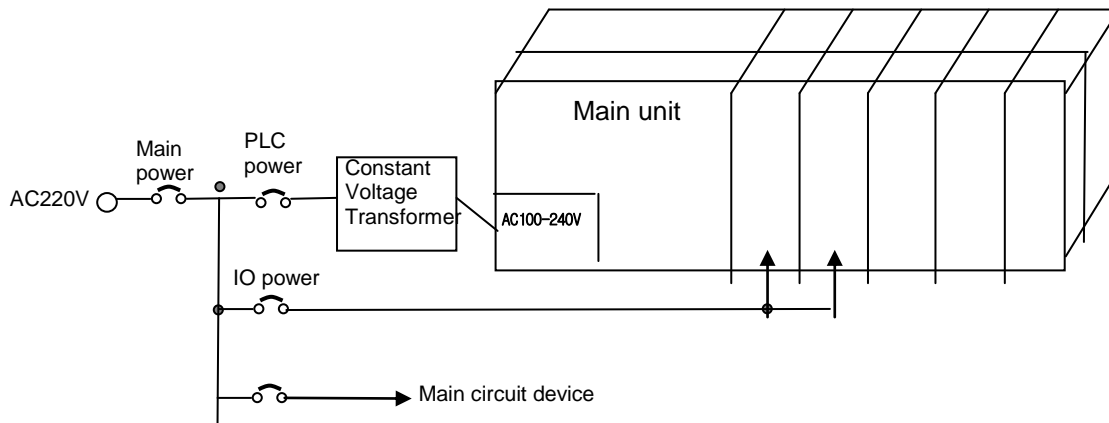 Main unit
Main
power
PLC
power
Constant
Voltage
Transformer
AC220V
AC100-240V
IO power
Main circuit device